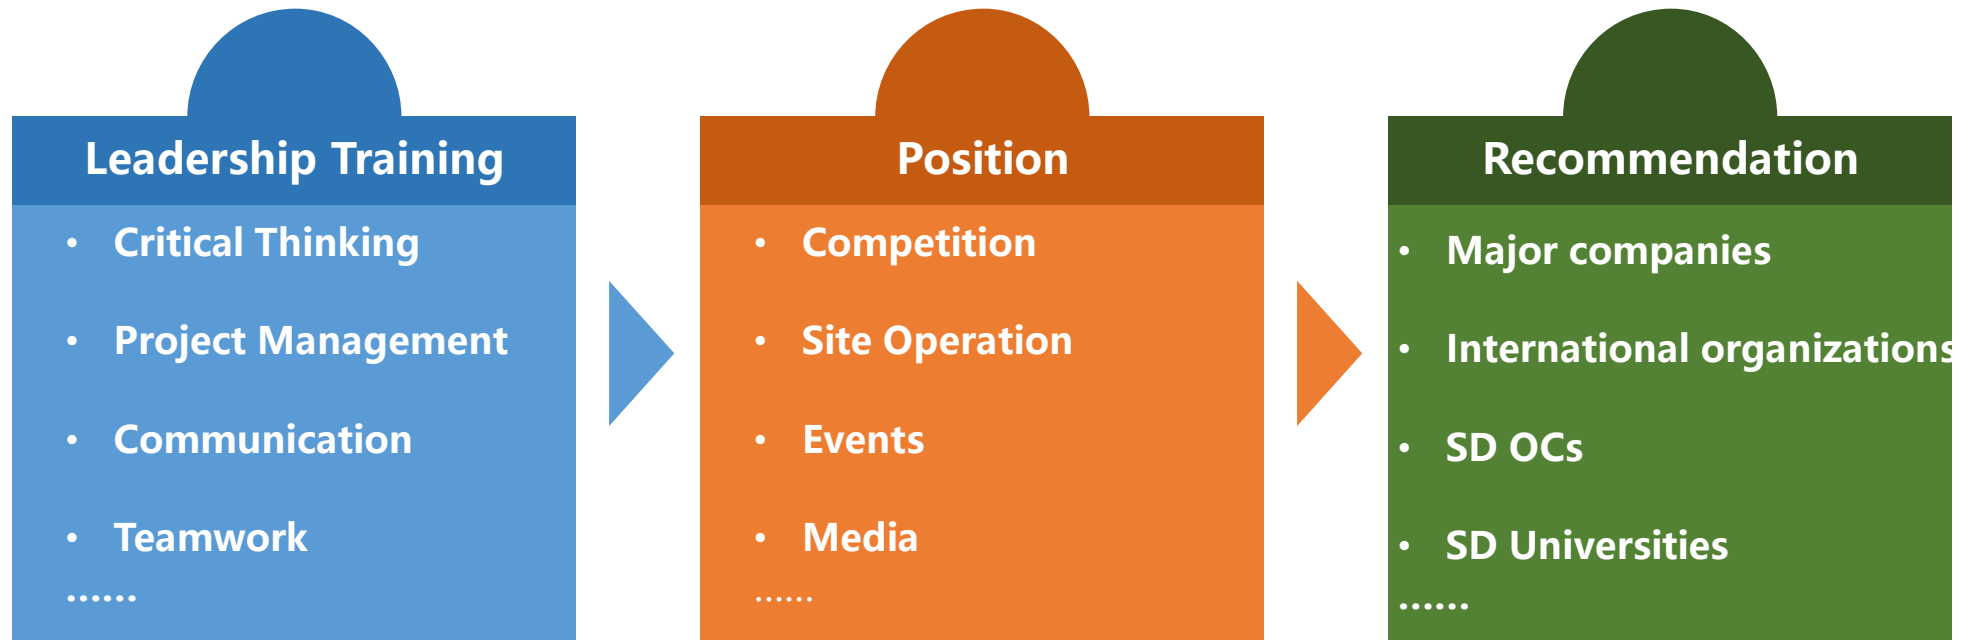 Leadership Training
• Critical Thinking
• Project Management
• Communication
• Teamwork
......
Position
• Competition
• Site Operation
• Events
• Media
......
Recommendation
• Major companies
• International organizations
• SD OCs
• SD Universities
......